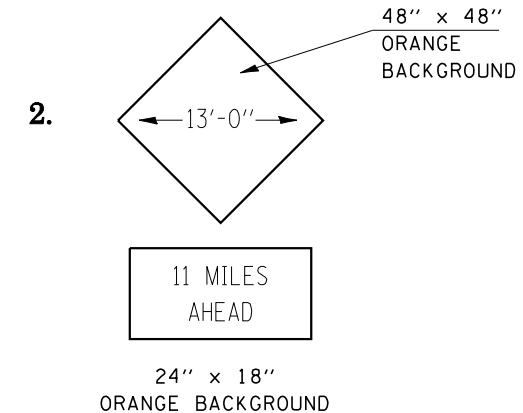 48" x 48"
ORANGE
BACKGROUND
2.
13'-0"
11 MILES
AHEAD
24" x 18"
ORANGE BACKGROUND